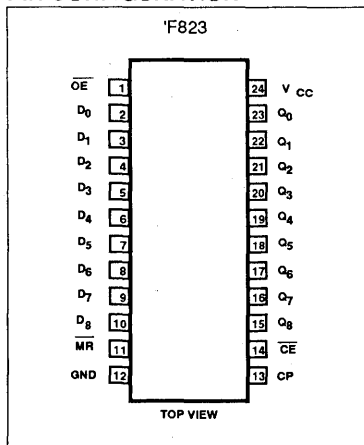 'F823
OE 1 24 V CC
D0 2 23 Q0
D1 3 22 Q1
D2 4 21 Q2
D3 5 20 Q3
D4 6 19 Q4
D5 7 18 Q5
D6 8 17 Q6
D7 9 16 Q7
D8 10 15 Q8
MR 11 14 CE
GND 12 13 CP
TOP VIEW